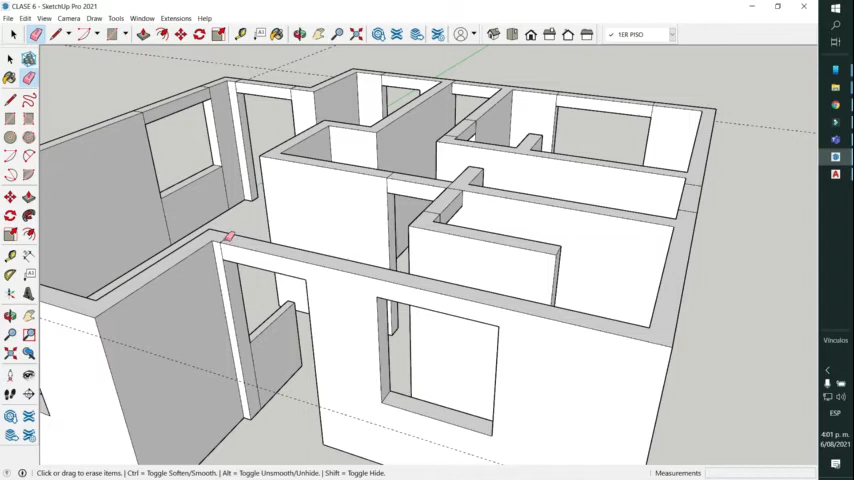 CLASE 6 - SketchUp Pro 2021
File Edit View Camera Draw Tools Window Extensions Help
✓ 1ER PISO
Vínculos
ESP
4:01 p. m.
6/08/2021
Click or drag to erase items. | Ctrl = Toggle Soften/Smooth. | Alt = Toggle Unsmooth/Unhide. | Shift = Toggle Hide.
Measurements